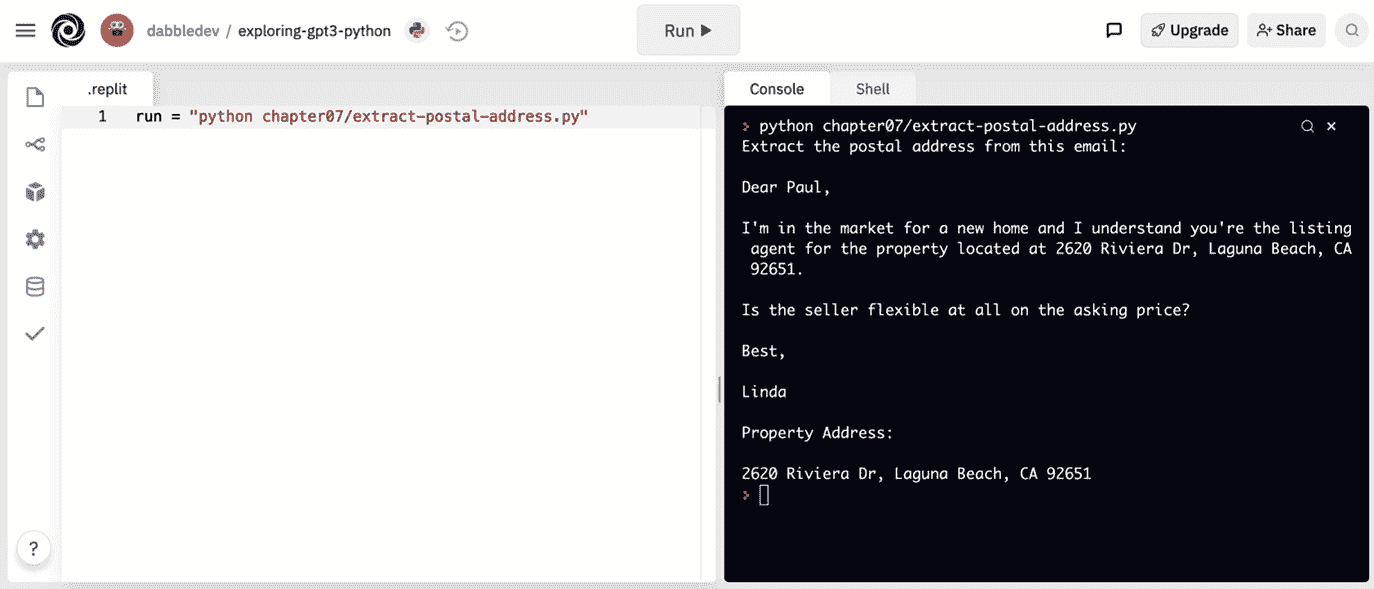 dabbledev / exploring-gpt3-python
Run
Upgrade
Share
.replit
1 run = "python chapter07/extract-postal-address.py"
?
Console Shell
python chapter07/extract-postal-address.py
Extract the postal address from this email:
Dear Paul,
I'm in the market for a new home and I understand you're the listing
agent for the property located at 2620 Riviera Dr, Laguna Beach, CA
92651.
Is the seller flexible at all on the asking price?
Best,
Linda
Property Address:
2620 Riviera Dr, Laguna Beach, CA 92651